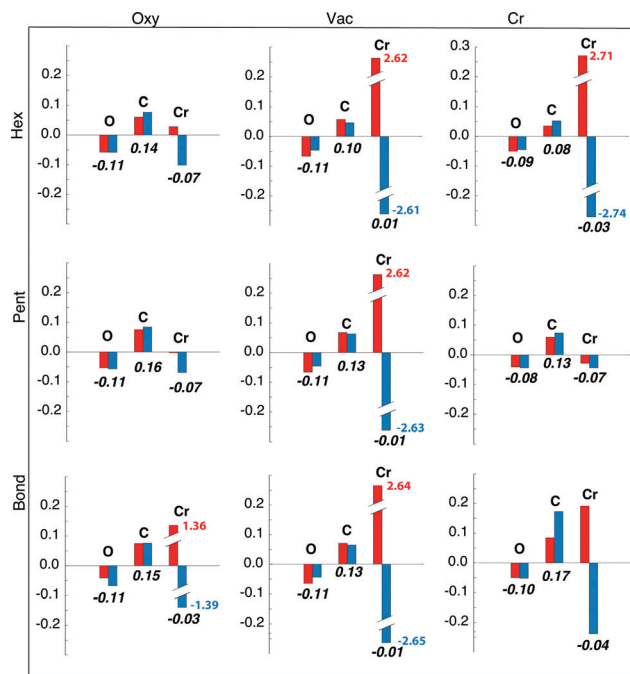 Oxy Vac Cr
Hex
0.2
0.1
0.0
-0.1
-0.2
O
-0.11
C
0.14
Cr
-0.07
0.2
0.1
0.0
-0.1
-0.2
O
-0.11
C
0.10
Cr
2.62
-2.61
0.01
0.3
0.2
0.1
0.0
-0.1
-0.2
O
-0.09
C
0.08
Cr
2.71
-2.74
-0.03
Pent
0.2
0.1
0.0
-0.1
-0.2
O
-0.11
C
0.16
Cr
-0.07
0.2
0.1
0.0
-0.1
-0.2
O
-0.11
C
0.13
Cr
2.62
-2.63
-0.01
0.2
0.1
0.0
-0.1
-0.2
O
-0.08
C
0.13
Cr
-0.07
Bond
0.2
0.1
0.0
-0.1
-0.2
O
-0.11
C
0.15
Cr
1.36
-1.39
-0.03
0.2
0.1
0.0
-0.1
-0.2
O
-0.11
C
0.13
Cr
2.64
-2.65
-0.01
0.2
0.1
0.0
-0.1
-0.2
O
-0.10
C
0.17
Cr
-0.04